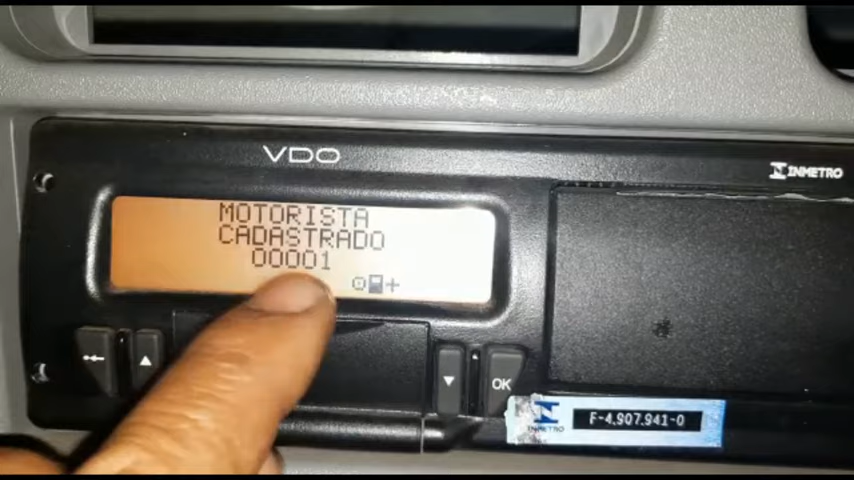 VDO
INMETRO
MOTORISTA
CADASTRADO
00001
OK
INMETRO
F-4.907.941-0